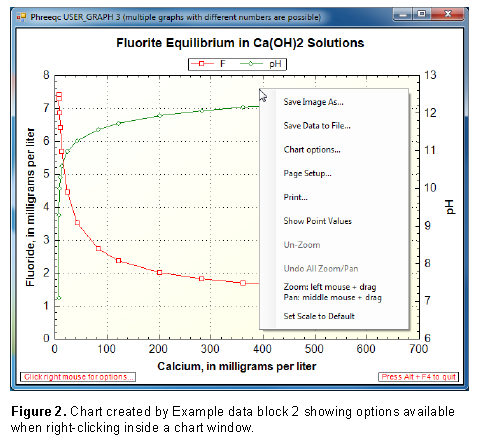 Phreeqc USER_GRAPH 3 (multiple graphs with different numbers are possible)
Fluorite Equilibrium in Ca(OH)2 Solutions
F pH
8
7
6
5
4
3
2
1
0
Fluoride, in milligrams per liter
0 100 200 300 400 500 600 700
Calcium, in milligrams per liter
13
12
11
10
9
8
7
6
pH
Save Image As...
Save Data to File...
Chart options...
Page Setup...
Print...
Show Point Values
Un-Zoom
Undo All Zoom/Pan
Zoom: left mouse + drag
Pan: middle mouse + drag
Set Scale to Default
Click right mouse for options...
Press Alt + F4 to quit
Figure 2. Chart created by Example data block 2 showing options available
when right-clicking inside a chart window.